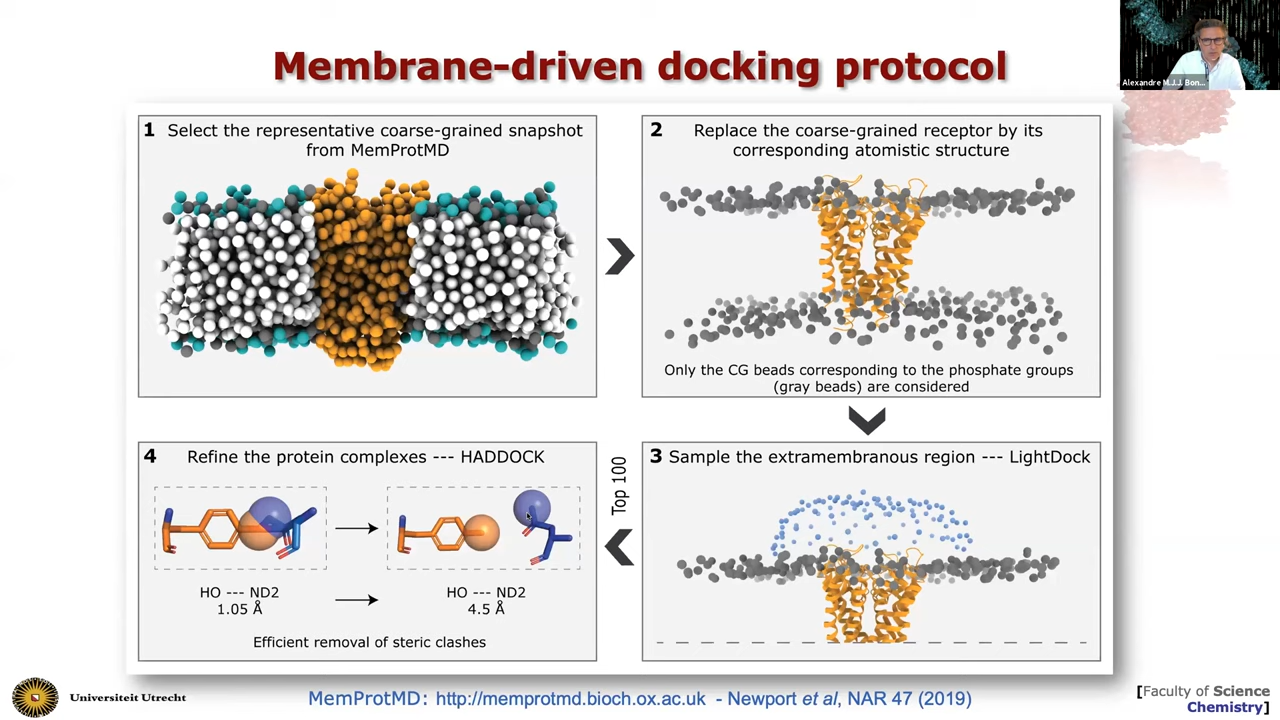 Membrane-driven docking protocol
Alexandre M.J.J. Bon...
1 Select the representative coarse-grained snapshot
from MemProtMD
2 Replace the coarse-grained receptor by its
corresponding atomistic structure
Only the CG beads corresponding to the phosphate groups
(gray beads) are considered
3 Sample the extramembranous region --- LightDock
Top 100
4 Refine the protein complexes --- HADDOCK
HO --- ND2
1.05 Å
HO --- ND2
4.5 Å
Efficient removal of steric clashes
Universiteit Utrecht
MemProtMD: http://memprotmd.bioch.ox.ac.uk - Newport et al, NAR 47 (2019)
[Faculty of Science
Chemistry]